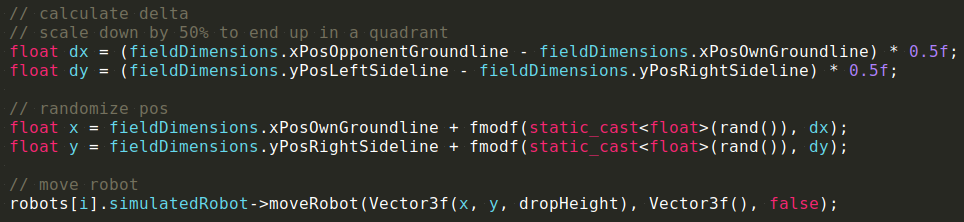 // calculate delta
// scale down by 50% to end up in a quadrant
float dx = (fieldDimensions.xPosOpponentGroundline - fieldDimensions.xPosOwnGroundline) * 0.5f;
float dy = (fieldDimensions.yPosLeftSideline - fieldDimensions.yPosRightSideline) * 0.5f;
// randomize pos
float x = fieldDimensions.xPosOwnGroundline + fmodf(static_cast<float>(rand()), dx);
float y = fieldDimensions.yPosRightSideline + fmodf(static_cast<float>(rand()), dy);
// move robot
robots[i].simulatedRobot->moveRobot(Vector3f(x, y, dropHeight), Vector3f(), false);